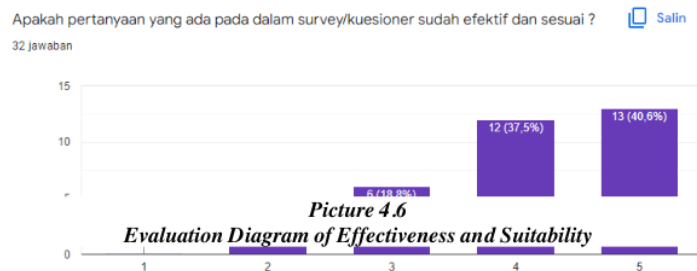 Apakah pertanyaan yang ada pada dalam survey/kuesioner sudah efektif dan sesuai ?
Salin
32 jawaban
15
13 (40,6%)
12 (37,5%)
10
6 (18,8%)
Picture 4.6
Evaluation Diagram of Effectiveness and Suitability
0
1 2 3 4 5